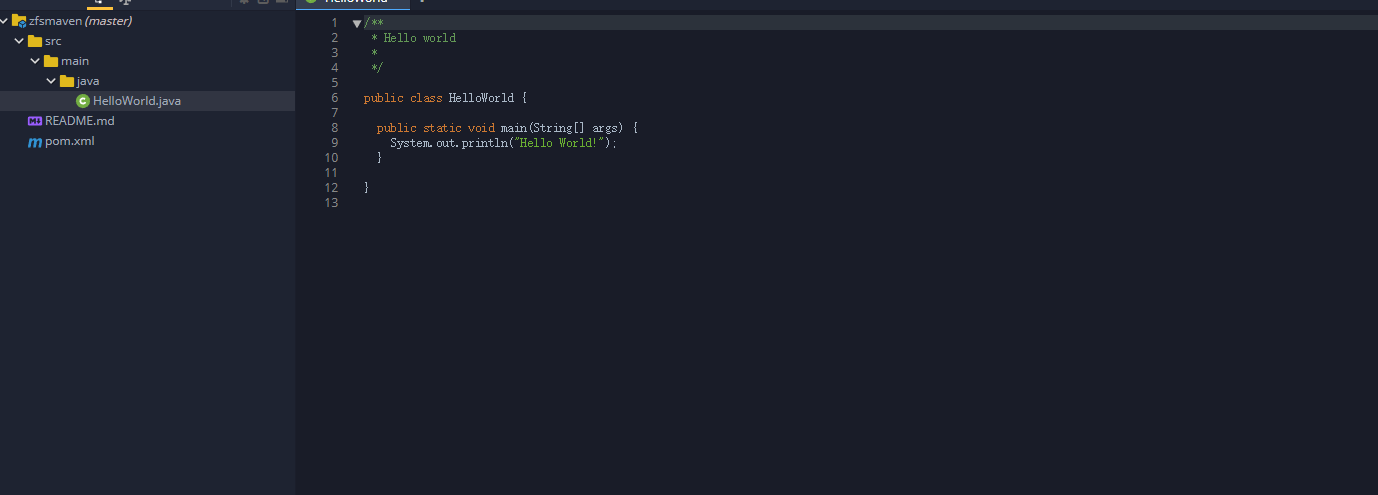 zfsmaven (master)
src
main
java
HelloWorld.java
README.md
pom.xml
HelloWorld
1 /**
2 * Hello world
3 *
4 */
5
6 public class HelloWorld {
7
8 public static void main(String[] args) {
9 System.out.println("Hello World!");
10 }
11
12 }
13